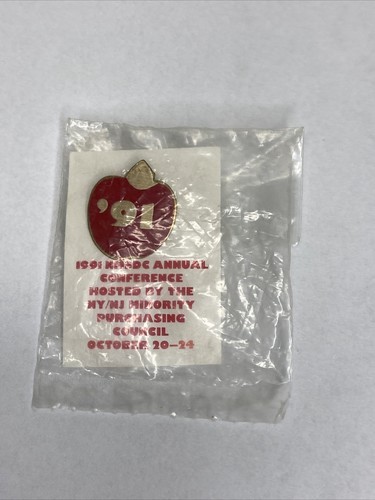 '91
1991 NMSDC ANNUAL
CONFERENCE
HOSTED BY THE
NY/NJ MINORITY
PURCHASING
COUNCIL
OCTOBER 20-24